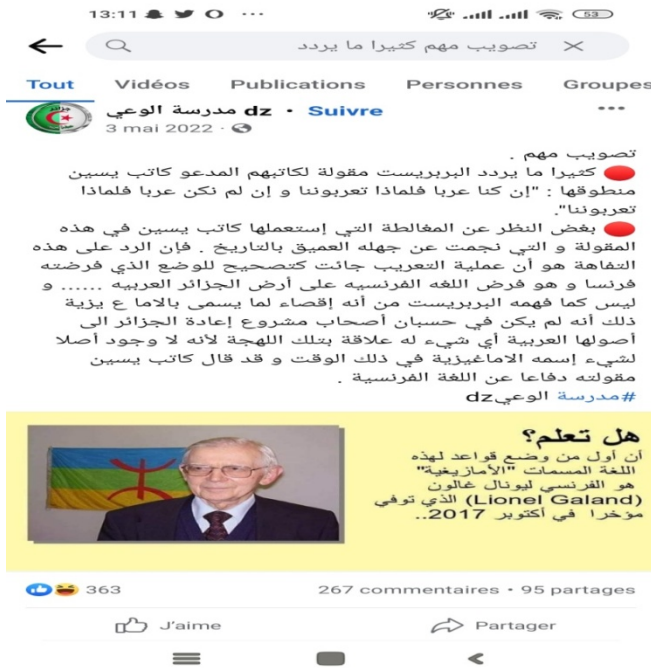 13:11
53
تصويب مهم كثيرا ما يردد
Tout Vidéos Publications Personnes Groupes
مدرسة الوعي dz · Suivre
3 mai 2022 ·
تصويب مهم .
🔴 كثيرا ما يردد البربريست مقولة لكاتبهم المدعو كاتب يسين
منطوقها : "إن كنا عربا فلماذا تعربوننا و إن لم نكن عربا فلماذا
تعربوننا".
🔴 بغض النظر عن المغالطة التي إستعملها كاتب يسين في هذه
المقولة و التي نجمت عن جهله العميق بالتاريخ . فإن الرد على هذه
التفاهة هو أن عملية التعريب جائت كتصحيح للوضع الذي فرضته
فرنسا و هو فرض اللغه الفرنسيه على أرض الجزائر العربيه ...... و
ليس كما فهمه البربريست من أنه إقصاء لما يسمى بالاما ع يزية
ذلك أنه لم يكن في حسبان أصحاب مشروع إعادة الجزائر الى
أصولها العربية أي شيء له علاقة بتلك اللهجة لأنه لا وجود أصلا
لشيء إسمه الاماغيزية في ذلك الوقت و قد قال كاتب يسين
مقولته دفاعا عن اللغة الفرنسية .
#مدرسة الوعيdz
هل تعلم؟
أن أول من وضع قواعد لهذه
اللغة المسمات "الأمازيغية"
هو الفرنسي ليونال غالون
(Lionel Galand) الذي توفي
مؤخرا في أكتوبر 2017..
363
267 commentaires • 95 partages
J'aime
Partager